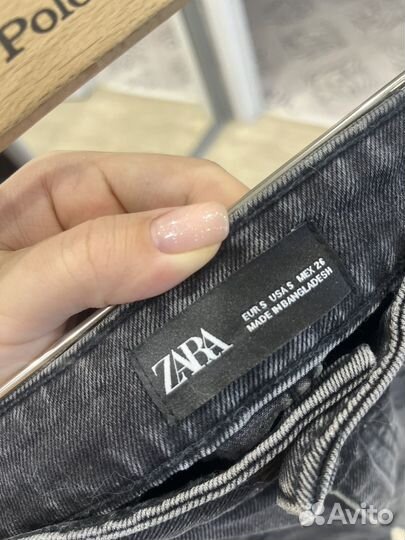 Polo
ZARA
EUR S USA S MEX 26
MADE IN BANGLADESH
Avito